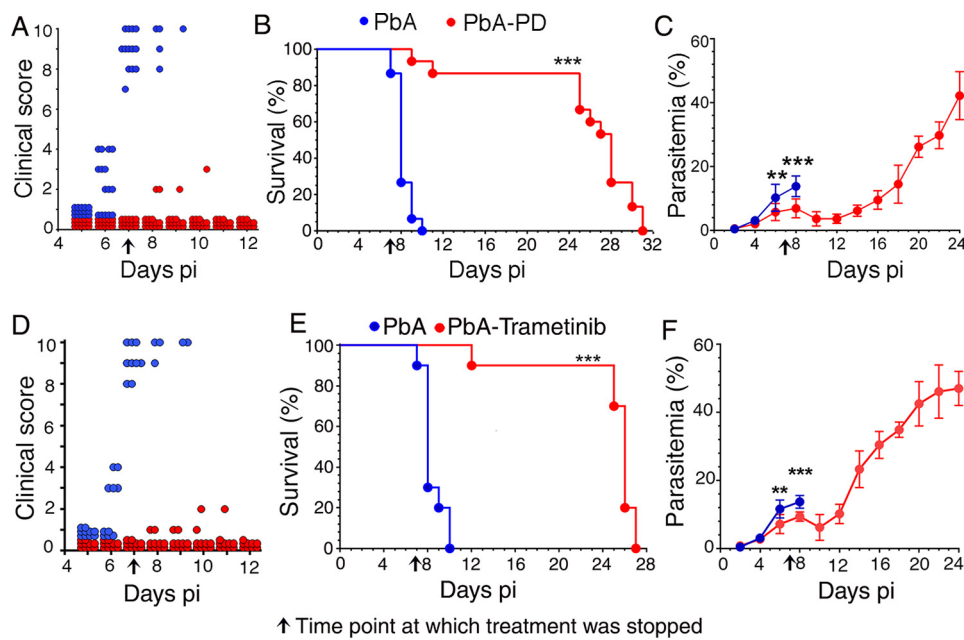 A
Clinical score
10
8
6
4
2
0
4 6 8 10 12
Days pi
B
PbA PbA-PD
Survival (%)
100
80
60
40
20
0
***
0 4 8 12 16 20 24 28 32
Days pi
C
Parasitemia (%)
60
40
20
0
** ***
0 4 8 12 16 20 24
Days pi
D
Clinical score
10
8
6
4
2
0
4 6 8 10 12
Days pi
E
PbA PbA-Trametinib
Survival (%)
100
80
60
40
20
0
***
0 4 8 12 16 20 24 28
Days pi
F
Parasitemia (%)
60
40
20
0
** ***
0 4 8 12 16 20 24
Days pi
↑ Time point at which treatment was stopped